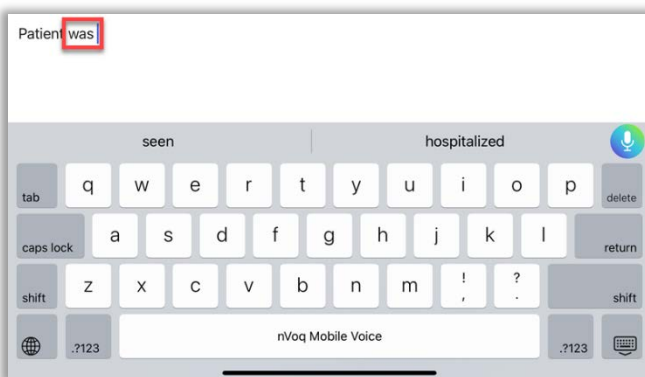 Patient was
seen hospitalized
tab q w e r t y u i o p delete
caps lock a s d f g h j k l return
shift z x c v b n m ! , ? . shift
.?123 nVoq Mobile Voice .?123